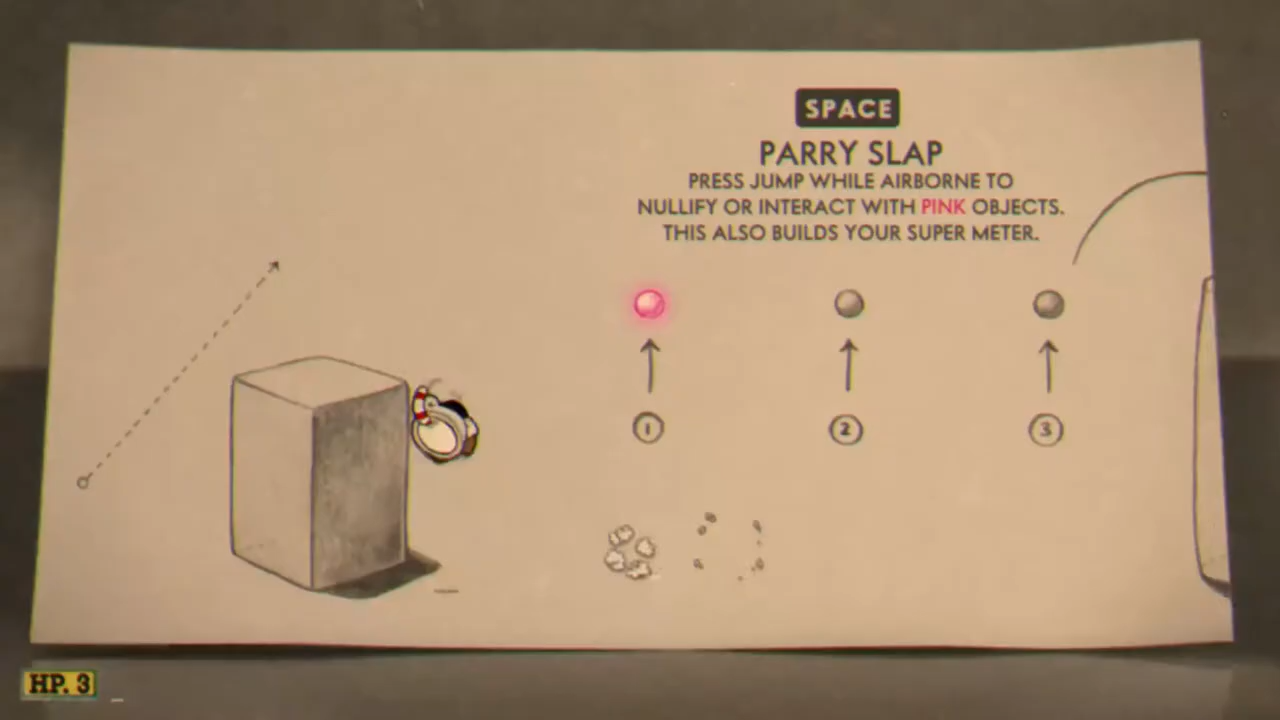 SPACE
PARRY SLAP
PRESS JUMP WHILE AIRBORNE TO
NULLIFY OR INTERACT WITH PINK OBJECTS.
THIS ALSO BUILDS YOUR SUPER METER.
1 2 3
HP. 3